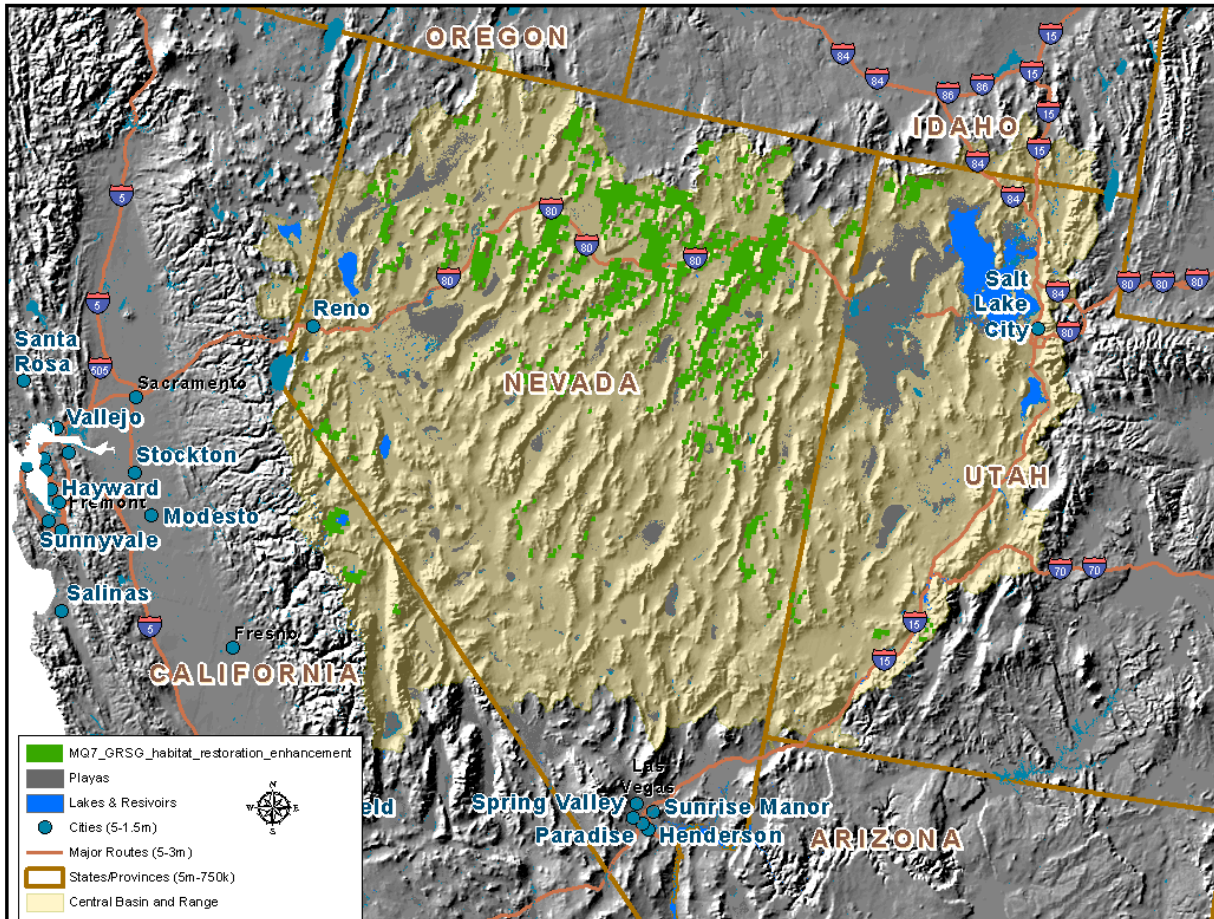 OREGON
15
84
84
86
86
15
15
IDAHO
15
84
5
84
80
80
80
80
5
84
80
80
80
Salt
Lake
City
80
Reno
Santa
Rosa
505
Sacramento
NEVADA
Vallejo
Stockton
UTAH
Hayward
Fremont
Modesto
Sunnyvale
70
70
Salinas
5
15
Fresno
15
CALIFORNIA
Las
Vegas
Spring Valley
Sunrise Manor
Paradise
Henderson
ARIZONA
eld
MQ7_GRSG_habitat_restoration_enhancement
Playas
Lakes & Resivoirs
Cities (5-1.5m)
Major Routes (5-3m)
States/Provinces (5m-750k)
Central Basin and Range
N
W
E
S